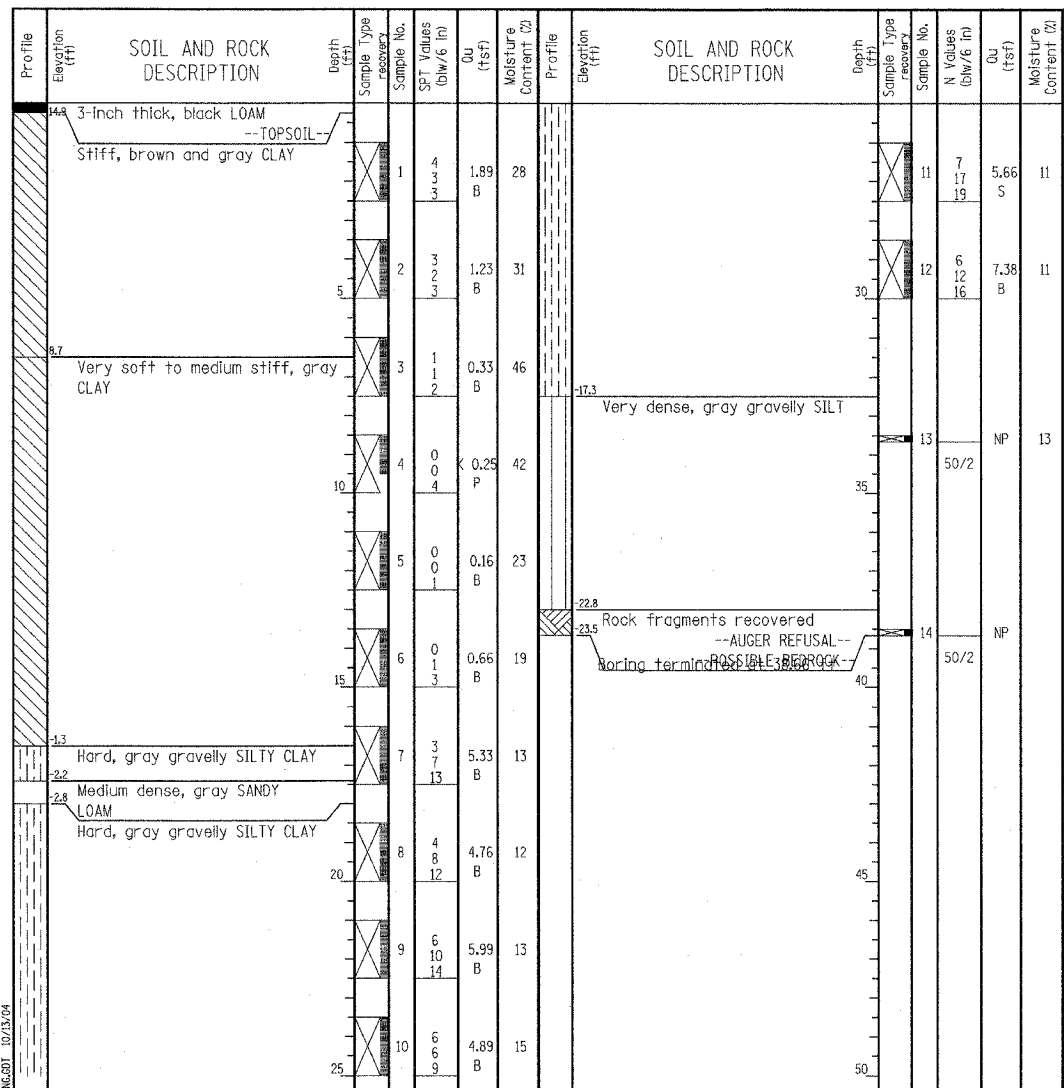 Profile
Elevation (ft)
SOIL AND ROCK
DESCRIPTION
Depth (ft)
Sample Type
recovery
Sample No.
SPT Values
(blw/6 in)
Qu
(tsf)
Moisture
Content (%)
14.9 3-inch thick, black LOAM
--TOPSOIL--
Stiff, brown and gray CLAY
1 4 3 3 1.89 B 28
2 3 2 3 1.23 B 31
5
8.7
Very soft to medium stiff, gray
CLAY
3 1 1 2 0.33 B 46
4 0 0 4 < 0.25 P 42
10
5 0 0 1 0.16 B 23
6 0 1 3 0.66 B 19
15
-1.3
Hard, gray gravelly SILTY CLAY
7 3 7 13 5.33 B 13
-2.2
Medium dense, gray SANDY
-2.8 LOAM
Hard, gray gravelly SILTY CLAY
8 4 8 12 4.76 B 12
20
9 6 10 14 5.99 B 13
10 6 6 9 4.89 B 15
25
Profile
Elevation (ft)
SOIL AND ROCK
DESCRIPTION
Depth (ft)
Sample Type
recovery
Sample No.
N Values
(blw/6 in)
Qu
(tsf)
Moisture
Content (%)
11 7 17 19 5.66 S 11
12 6 12 16 7.38 B 11
30
-17.3
Very dense, gray gravelly SILT
13 50/2 NP 13
35
-22.8
Rock fragments recovered
-23.5
--AUGER REFUSAL--
--POSSIBLE BEDROCK--
Boring terminated at
14 50/2 NP
40
45
50
NG.GDT 10/13/04